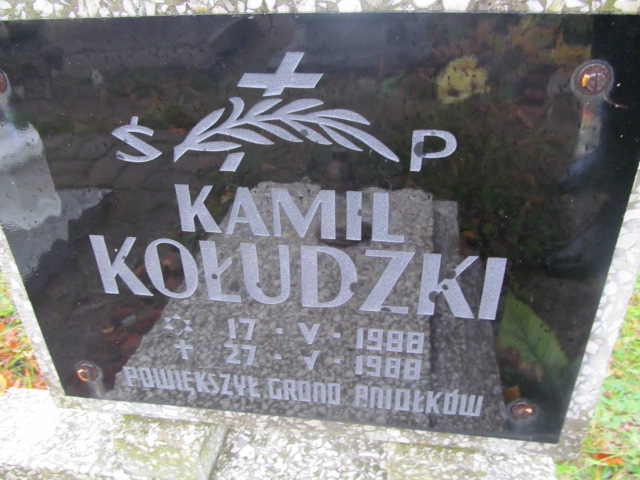 Ś P
KAMIL
KOŁUDZKI
✡ 17 - V - 1988
+ 27 - V - 1988
POWIĘKSZYŁ GRONO ANIOŁKÓW